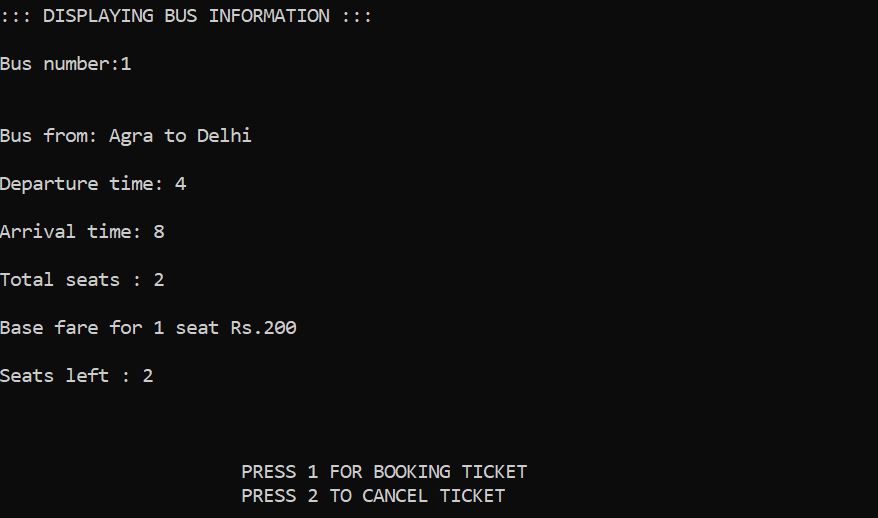 ::: DISPLAYING BUS INFORMATION :::
Bus number:1
Bus from: Agra to Delhi
Departure time: 4
Arrival time: 8
Total seats : 2
Base fare for 1 seat Rs.200
Seats left : 2
PRESS 1 FOR BOOKING TICKET
PRESS 2 TO CANCEL TICKET